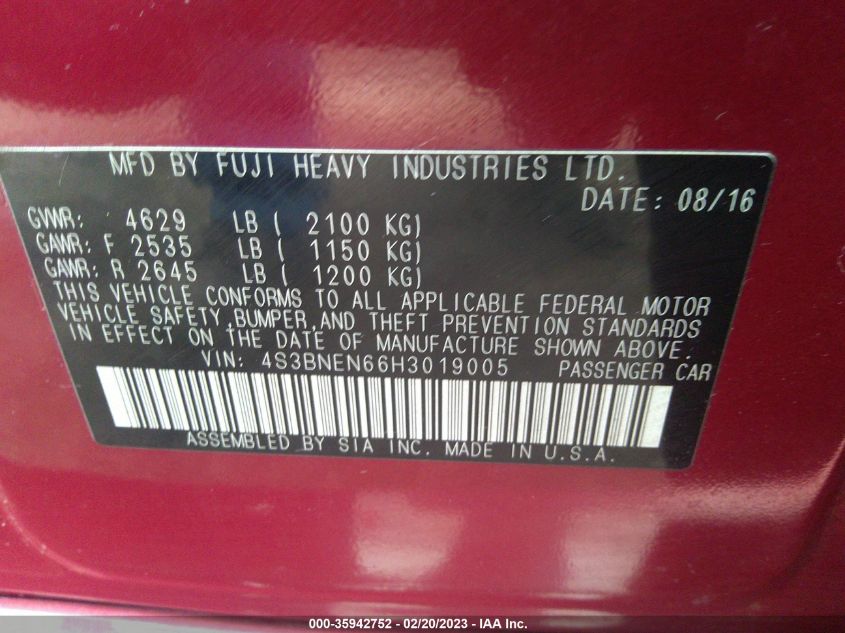 MFD BY FUJI HEAVY INDUSTRIES LTD.
DATE: 08/16
GVWR: 4629 LB ( 2100 KG)
GAWR: F 2535 LB ( 1150 KG)
GAWR: R 2645 LB ( 1200 KG)
THIS VEHICLE CONFORMS TO ALL APPLICABLE FEDERAL MOTOR
VEHICLE SAFETY,BUMPER,AND THEFT PREVENTION STANDARDS
IN EFFECT ON THE DATE OF MANUFACTURE SHOWN ABOVE.
VIN: 4S3BNEN66H3019005 PASSENGER CAR
ASSEMBLED BY SIA INC. MADE IN U.S.A.
000-35942752 - 02/20/2023 - IAA Inc.